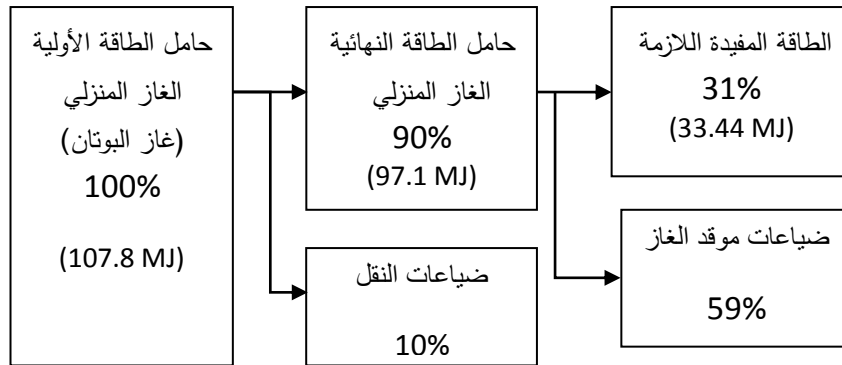 حامل الطاقة الأولية
الغاز المنزلي
(غاز البوتان)
100%
(107.8 MJ)
حامل الطاقة النهائية
الغاز المنزلي
90%
(97.1 MJ)
ضياعات النقل
10%
الطاقة المفيدة اللازمة
31%
(33.44 MJ)
ضياعات موقد الغاز
59%